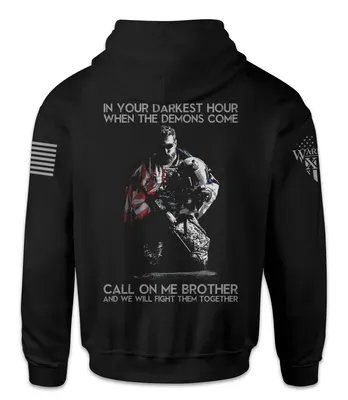 IN YOUR DARKEST HOUR
WHEN THE DEMONS COME
CALL ON ME BROTHER
AND WE WILL FIGHT THEM TOGETHER